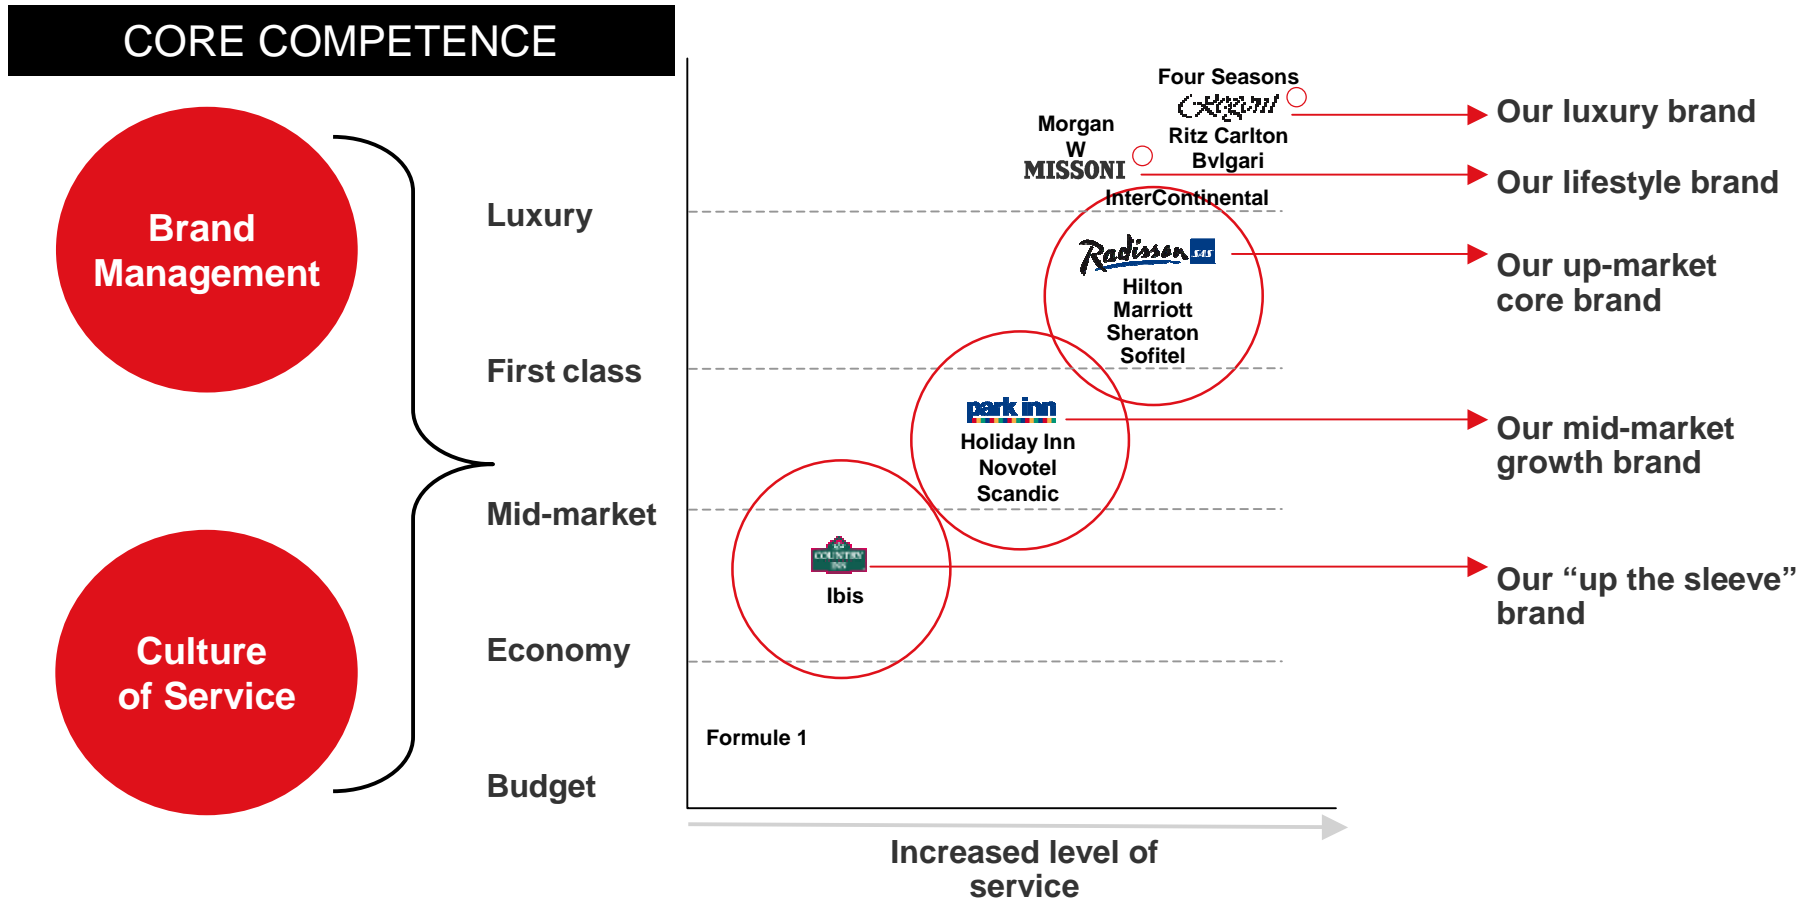 CORE COMPETENCE
Brand
Management
Culture
of Service
Luxury
First class
Mid-market
Economy
Budget
Four Seasons
Ritz Carlton
Bvlgari
Morgan
W
MISSONI
InterContinental
Radisson SAS
Hilton
Marriott
Sheraton
Sofitel
park inn
Holiday Inn
Novotel
Scandic
COUNTRY
INN
Ibis
Formule 1
Increased level of
service
Our luxury brand
Our lifestyle brand
Our up-market
core brand
Our mid-market
growth brand
Our “up the sleeve”
brand